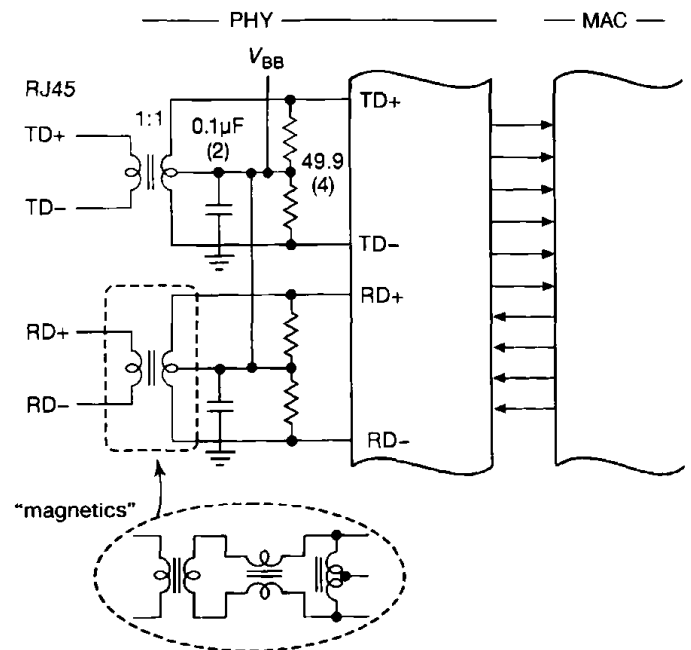 PHY
MAC
V_BB
RJ45
1:1
0.1µF
(2)
TD+
TD+
49.9
(4)
TD−
TD−
RD+
RD+
RD−
RD−
"magnetics"